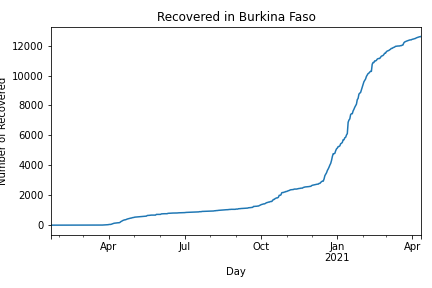 Recovered in Burkina Faso
Number of Recovered
12000
10000
8000
6000
4000
2000
0
Apr
Jul
Oct
Jan
2021
Apr
Day